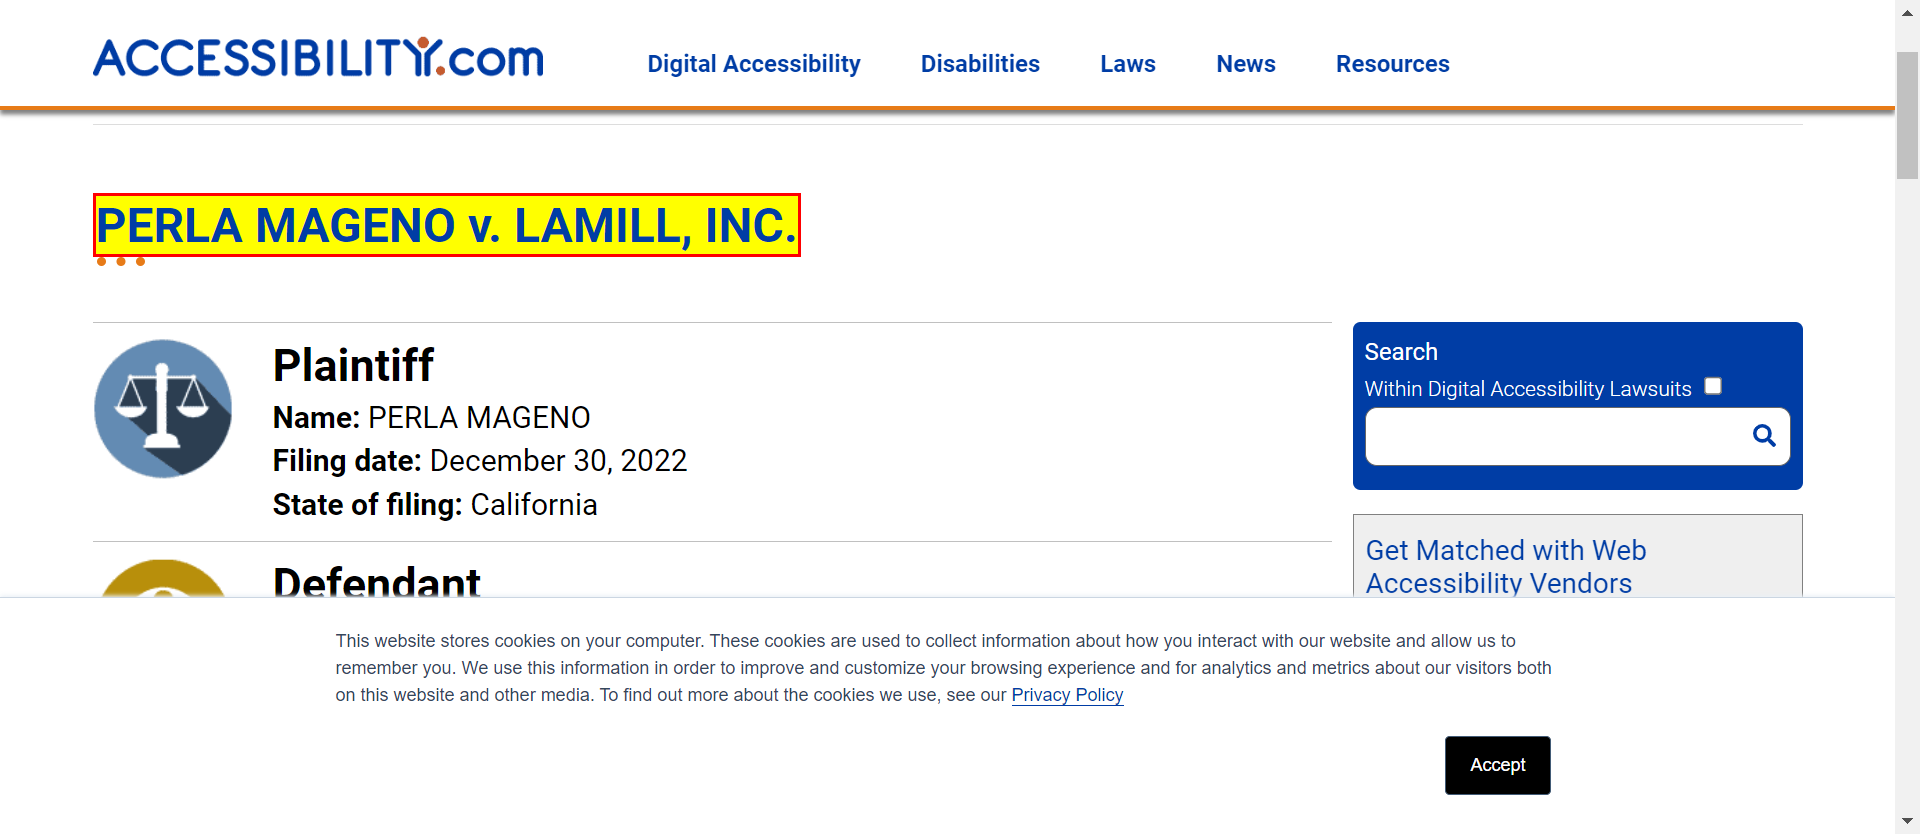 ACCESSIBILITY.com
Digital Accessibility
Disabilities
Laws
News
Resources
PERLA MAGENO v. LAMILL, INC.
Plaintiff
Name: PERLA MAGENO
Filing date: December 30, 2022
State of filing: California
Defendant
Search
Within Digital Accessibility Lawsuits
Get Matched with Web
Accessibility Vendors
This website stores cookies on your computer. These cookies are used to collect information about how you interact with our website and allow us to
remember you. We use this information in order to improve and customize your browsing experience and for analytics and metrics about our visitors both
on this website and other media. To find out more about the cookies we use, see our Privacy Policy
Accept